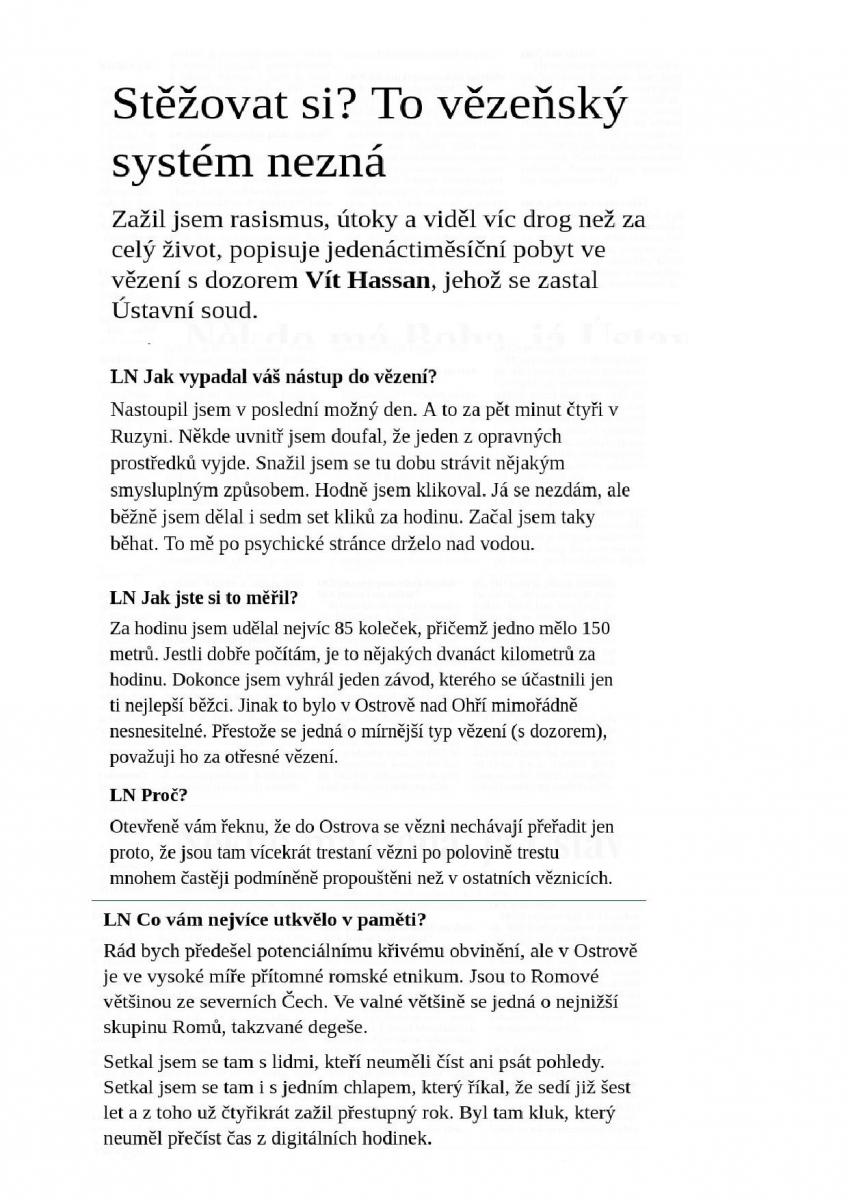 Stěžovat si? To vězeňský
systém nezná
Zažil jsem rasismus, útoky a viděl víc drog než za
celý život, popisuje jedenáctiměsíční pobyt ve
vězení s dozorem Vít Hassan, jehož se zastal
Ústavní soud.
LN Jak vypadal váš nástup do vězení?
Nastoupil jsem v poslední možný den. A to za pět minut čtyři v
Ruzyni. Někde uvnitř jsem doufal, že jeden z opravných
prostředků vyjde. Snažil jsem se tu dobu strávit nějakým
smysluplným způsobem. Hodně jsem klikoval. Já se nezdám, ale
běžně jsem dělal i sedm set kliků za hodinu. Začal jsem taky
běhat. To mě po psychické stránce drželo nad vodou.
LN Jak jste si to měřil?
Za hodinu jsem udělal nejvíc 85 koleček, přičemž jedno mělo 150
metrů. Jestli dobře počítám, je to nějakých dvanáct kilometrů za
hodinu. Dokonce jsem vyhrál jeden závod, kterého se účastnili jen
ti nejlepší běžci. Jinak to bylo v Ostrově nad Ohří mimořádně
nesnesitelné. Přestože se jedná o mírnější typ vězení (s dozorem),
považuji ho za otřesné vězení.
LN Proč?
Otevřeně vám řeknu, že do Ostrova se vězni nechávají přeřadit jen
proto, že jsou tam vícekrát trestaní vězni po polovině trestu
mnohem častěji podmíněně propouštěni než v ostatních věznicích.
LN Co vám nejvíce utkvělo v paměti?
Rád bych předešel potenciálnímu křivému obvinění, ale v Ostrově
je ve vysoké míře přítomné romské etnikum. Jsou to Romové
většinou ze severních Čech. Ve valné většině se jedná o nejnižší
skupinu Romů, takzvané degeše.
Setkal jsem se tam s lidmi, kteří neuměli číst ani psát pohledy.
Setkal jsem se tam i s jedním chlapem, který říkal, že sedí již šest
let a z toho už čtyřikrát zažil přestupný rok. Byl tam kluk, který
neuměl přečíst čas z digitálních hodinek.